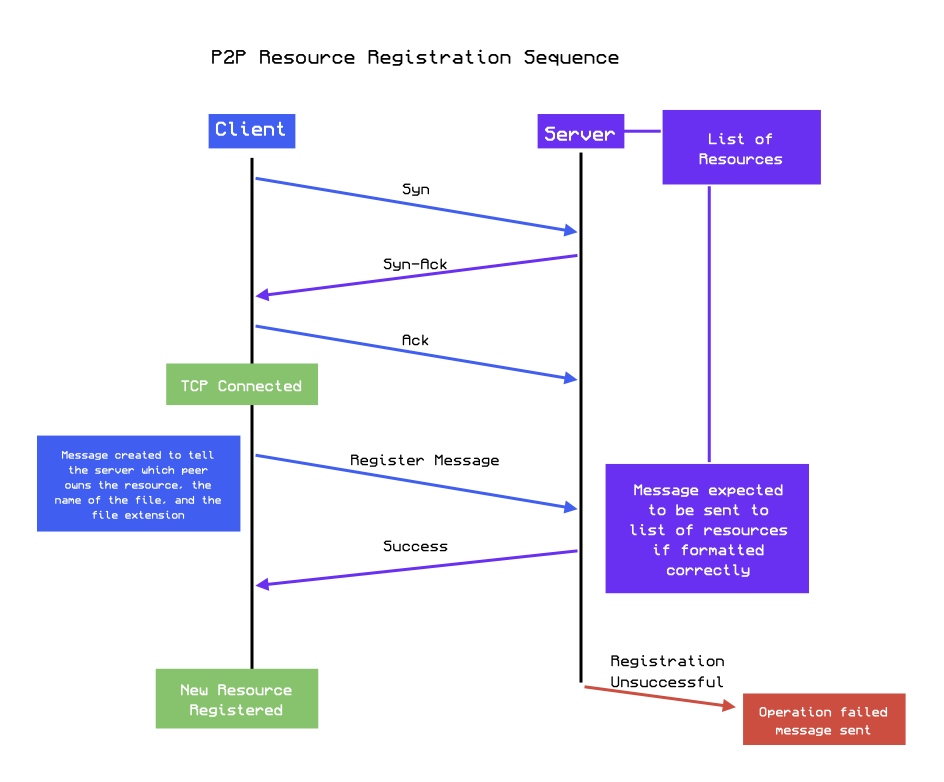 P2P Resource Registration Sequence
Client
Server
List of
Resources
Syn
Syn-Ack
Ack
TCP Connected
Message created to tell
the server which peer
owns the resource, the
name of the file, and the
file extension
Register Message
Message expected
to be sent to
list of resources
if formatted
correctly
Success
Registration
Unsuccessful
New Resource
Registered
Operation failed
message sent